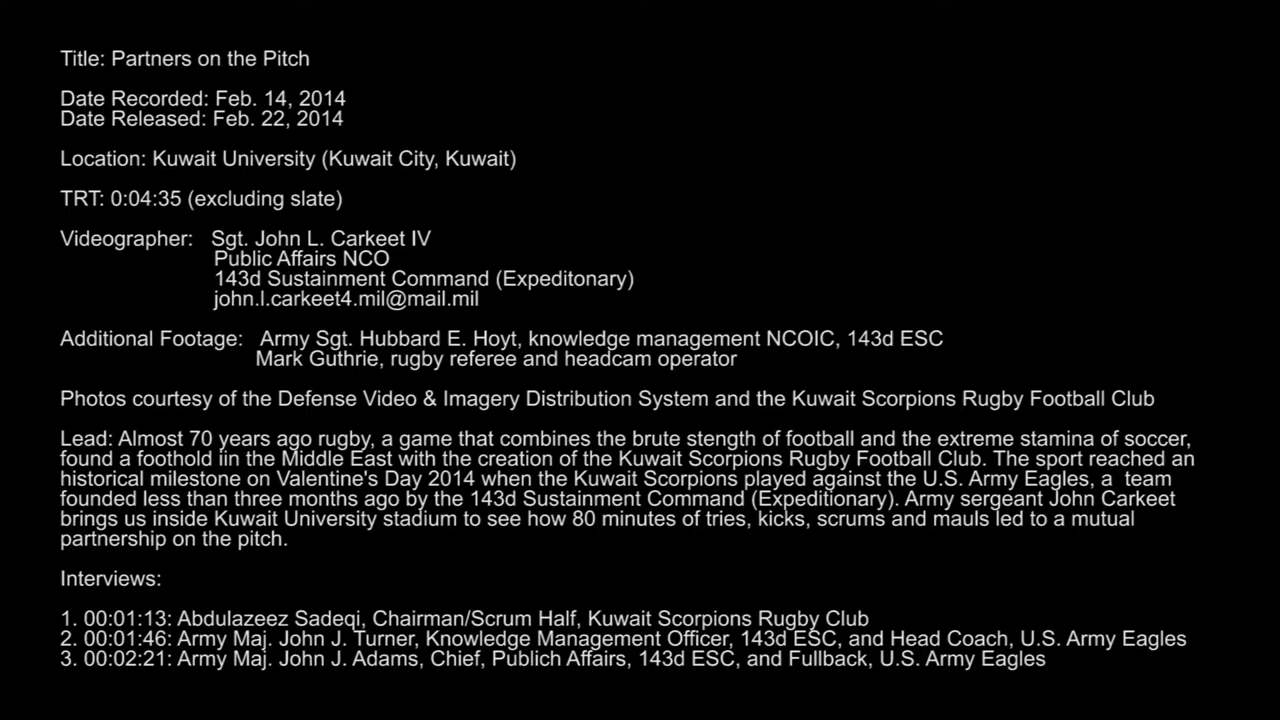 Title: Partners on the Pitch
Date Recorded: Feb. 14, 2014
Date Released: Feb. 22, 2014
Location: Kuwait University (Kuwait City, Kuwait)
TRT: 0:04:35 (excluding slate)
Videographer: Sgt. John L. Carkeet IV
Public Affairs NCO
143d Sustainment Command (Expeditonary)
john.l.carkeet4.mil@mail.mil
Additional Footage: Army Sgt. Hubbard E. Hoyt, knowledge management NCOIC, 143d ESC
Mark Guthrie, rugby referee and headcam operator
Photos courtesy of the Defense Video & Imagery Distribution System and the Kuwait Scorpions Rugby Football Club
Lead: Almost 70 years ago rugby, a game that combines the brute stength of football and the extreme stamina of soccer,
found a foothold iin the Middle East with the creation of the Kuwait Scorpions Rugby Football Club. The sport reached an
historical milestone on Valentine's Day 2014 when the Kuwait Scorpions played against the U.S. Army Eagles, a team
founded less than three months ago by the 143d Sustainment Command (Expeditionary). Army sergeant John Carkeet
brings us inside Kuwait University stadium to see how 80 minutes of tries, kicks, scrums and mauls led to a mutual
partnership on the pitch.
Interviews:
1. 00:01:13: Abdulazeez Sadeqi, Chairman/Scrum Half, Kuwait Scorpions Rugby Club
2. 00:01:46: Army Maj. John J. Turner, Knowledge Management Officer, 143d ESC, and Head Coach, U.S. Army Eagles
3. 00:02:21: Army Maj. John J. Adams, Chief, Publich Affairs, 143d ESC, and Fullback, U.S. Army Eagles